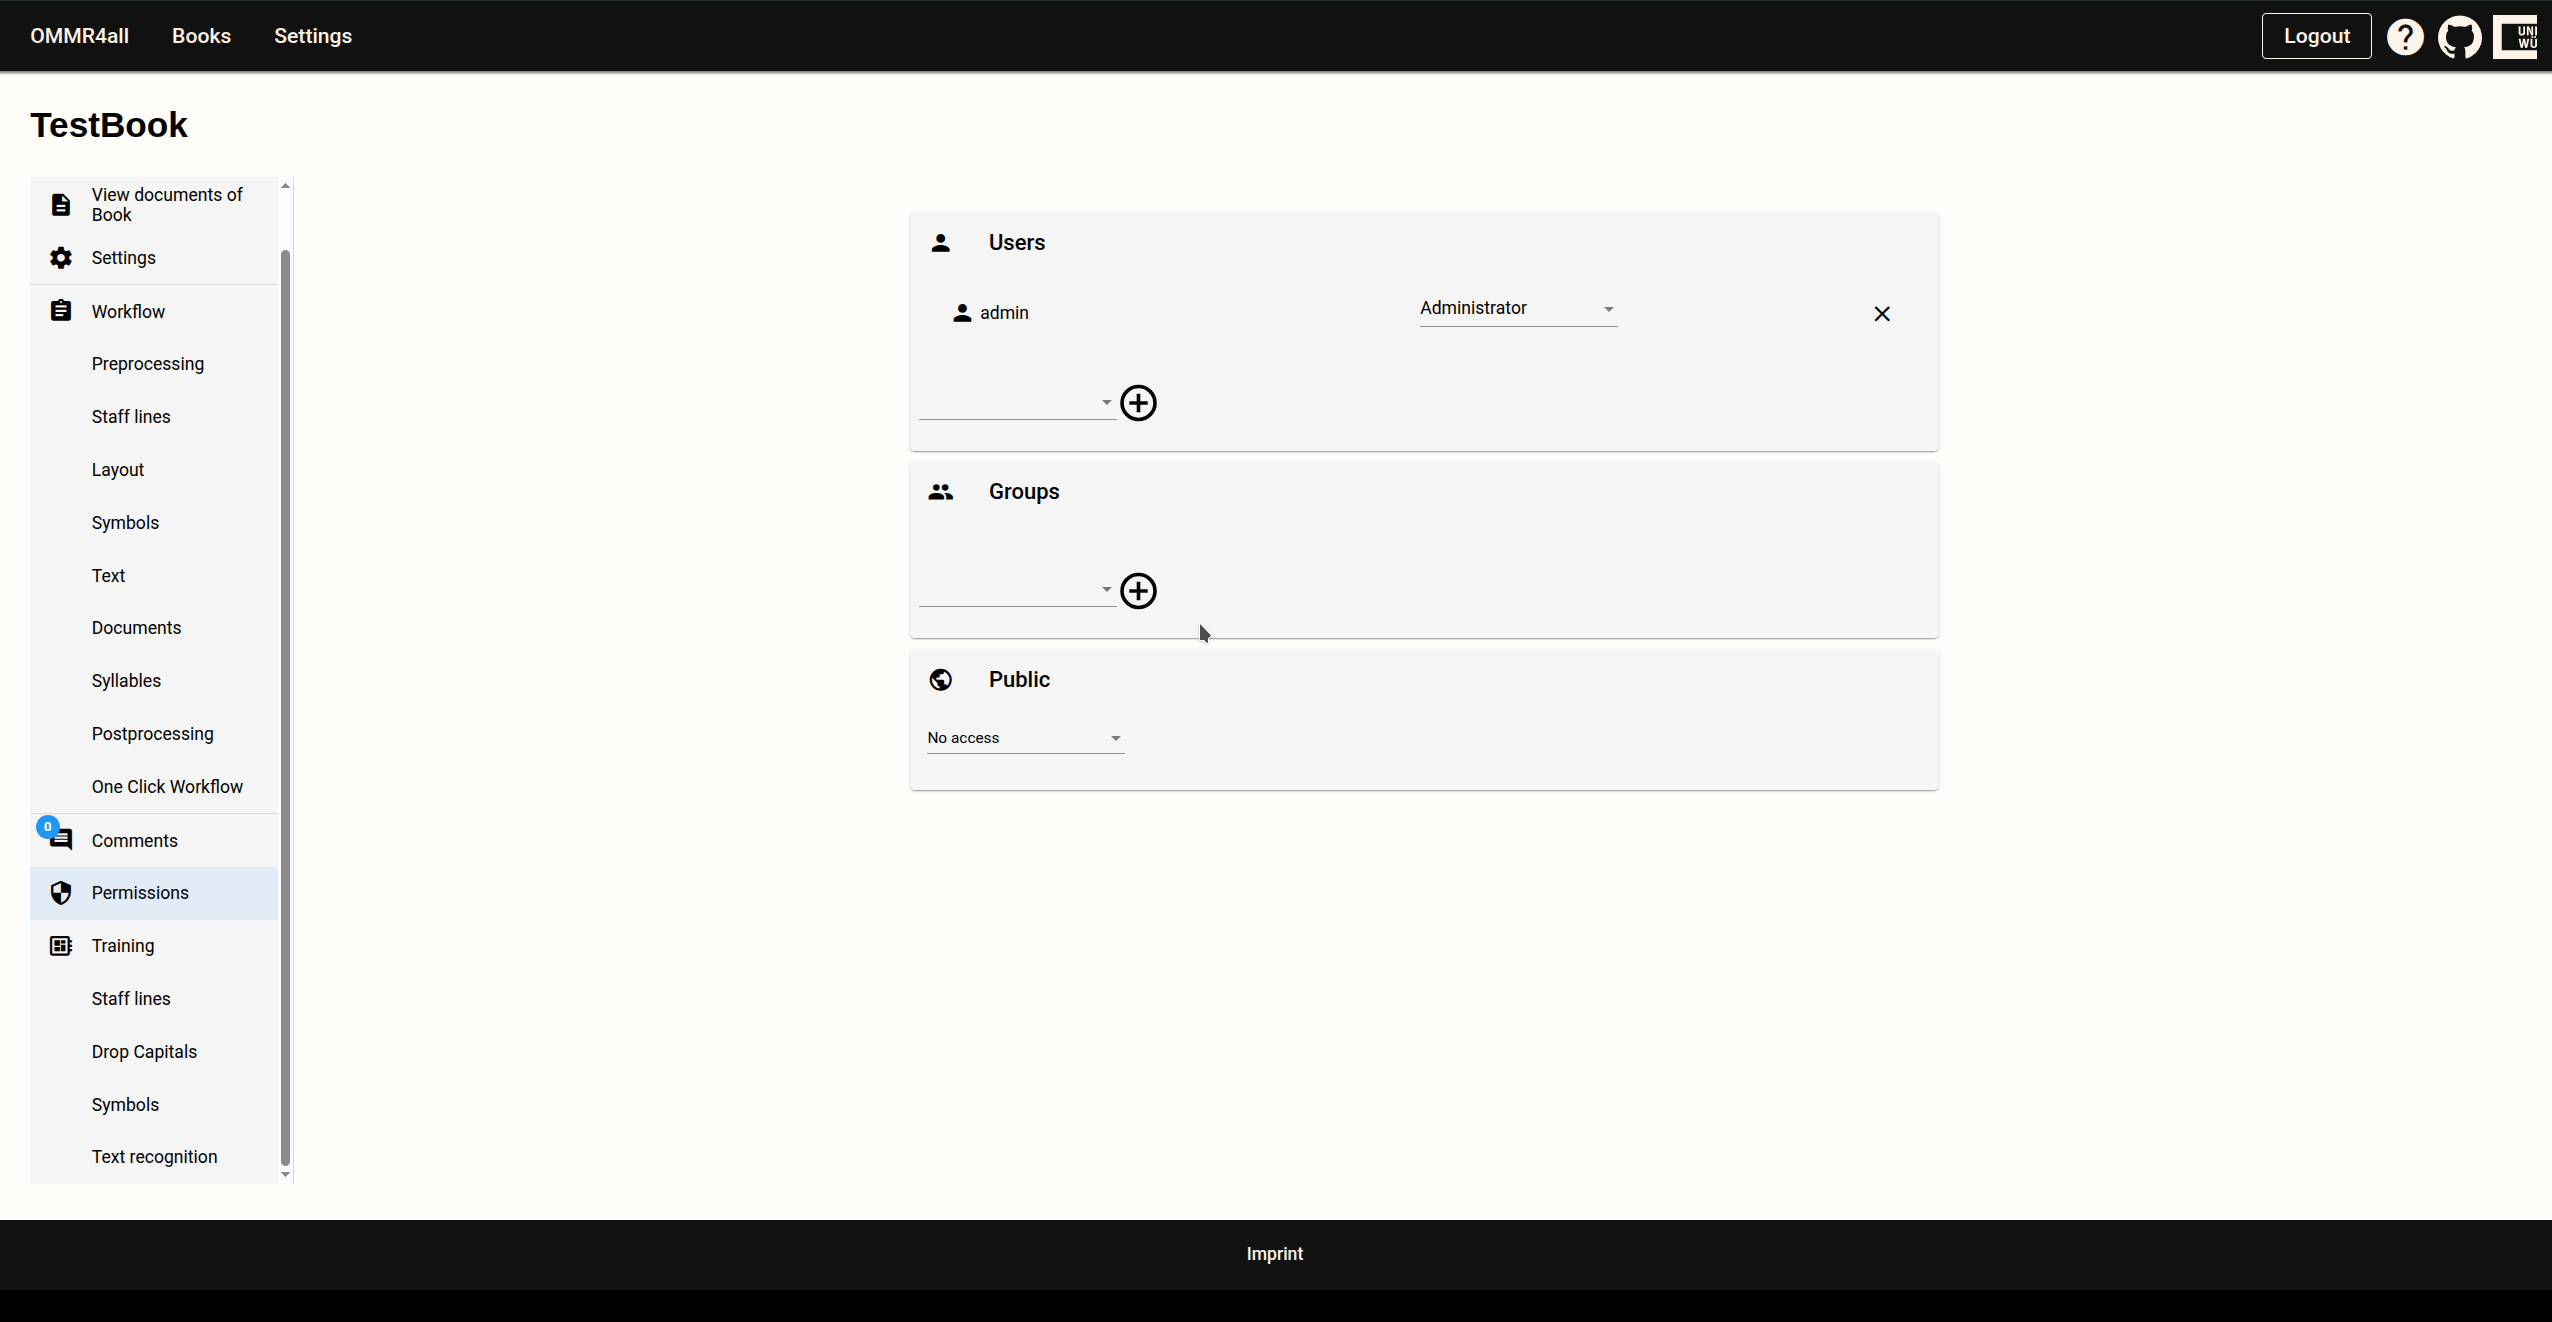 OMMR4all Books Settings Logout ? UNI
WÜ
TestBook
View documents of
Book
Settings
Workflow
Preprocessing
Staff lines
Layout
Symbols
Text
Documents
Syllables
Postprocessing
One Click Workflow
0
Comments
Permissions
Training
Staff lines
Drop Capitals
Symbols
Text recognition
Users
admin Administrator
Groups
Public
No access
Imprint